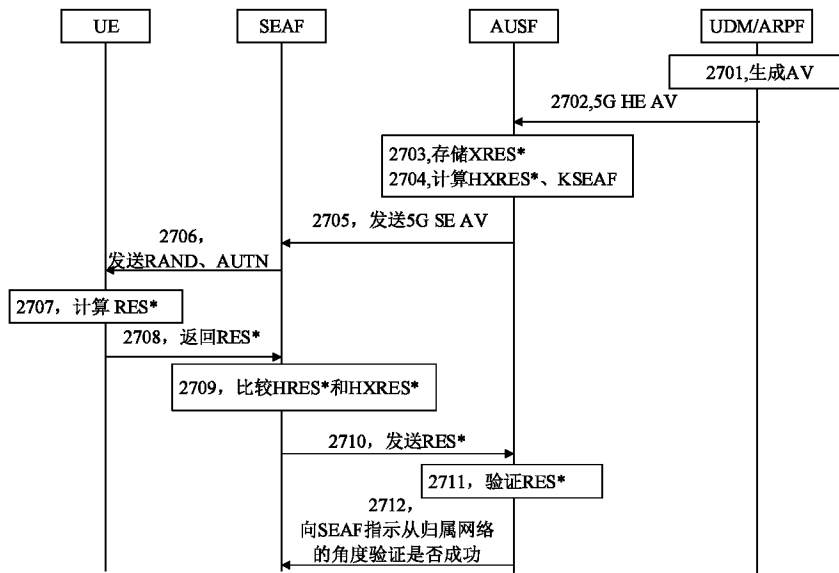 UE
SEAF
AUSF
UDM/ARPF
2701,生成AV
2702,5G HE AV
2703,存储XRES*
2704,计算HXRES*、KSEAF
2705，发送5G SE AV
2706，
发送RAND、AUTN
2707，计算 RES*
2708，返回RES*
2709，比较HRES*和HXRES*
2710，发送RES*
2711，验证RES*
2712，
向SEAF指示从归属网络
的角度验证是否成功